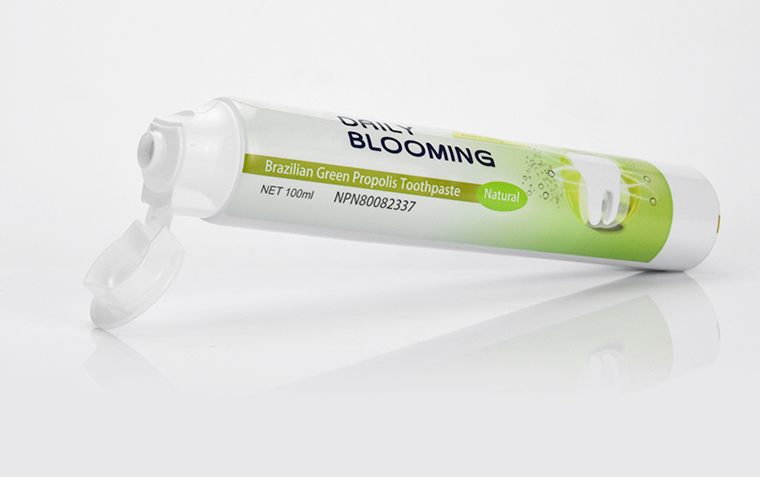 DAILY
BLOOMING
Brazilian Green Propolis Toothpaste
Natural
NET 100ml NPN80082337